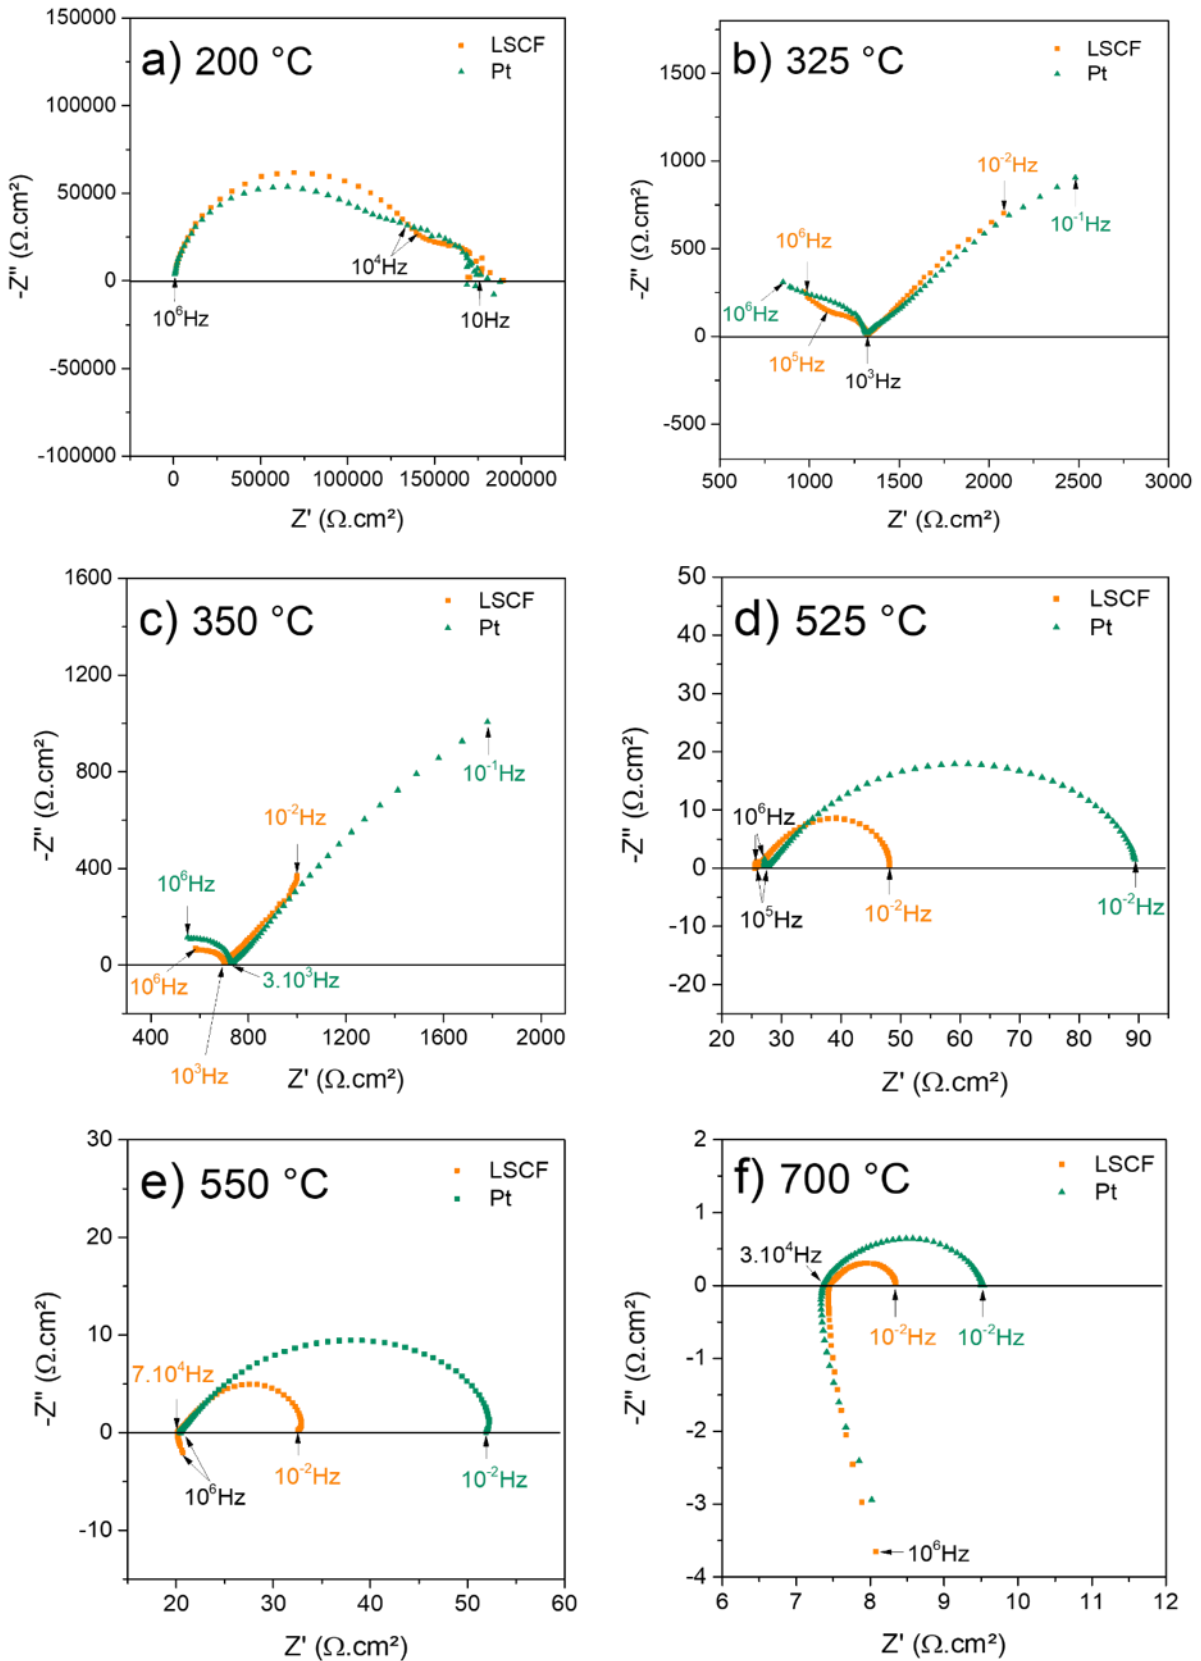 a) 200 °C
LSCF
Pt
150000
100000
50000
0
-50000
-100000
-Z" (Ω.cm²)
10⁴Hz
10⁶Hz
10Hz
0 50000 100000 150000 200000
Z' (Ω.cm²)
b) 325 °C
LSCF
Pt
1500
1000
500
0
-500
-Z" (Ω.cm²)
10⁻²Hz
10⁻¹Hz
10⁶Hz
10⁶Hz
10⁵Hz
10³Hz
500 1000 1500 2000 2500 3000
Z' (Ω.cm²)
c) 350 °C
LSCF
Pt
1600
1200
800
400
0
-Z" (Ω.cm²)
10⁻¹Hz
10⁻²Hz
10⁶Hz
10⁶Hz
3.10³Hz
10³Hz
400 800 1200 1600 2000
Z' (Ω.cm²)
d) 525 °C
LSCF
Pt
50
40
30
20
10
0
-10
-20
-Z" (Ω.cm²)
10⁶Hz
10⁵Hz
10⁻²Hz
10⁻²Hz
20 30 40 50 60 70 80 90
Z' (Ω.cm²)
e) 550 °C
LSCF
Pt
30
20
10
0
-10
-Z" (Ω.cm²)
7.10⁴Hz
10⁶Hz
10⁻²Hz
10⁻²Hz
20 30 40 50 60
Z' (Ω.cm²)
f) 700 °C
LSCF
Pt
2
1
0
-1
-2
-3
-4
-Z" (Ω.cm²)
3.10⁴Hz
10⁻²Hz
10⁻²Hz
10⁶Hz
6 7 8 9 10 11 12
Z' (Ω.cm²)